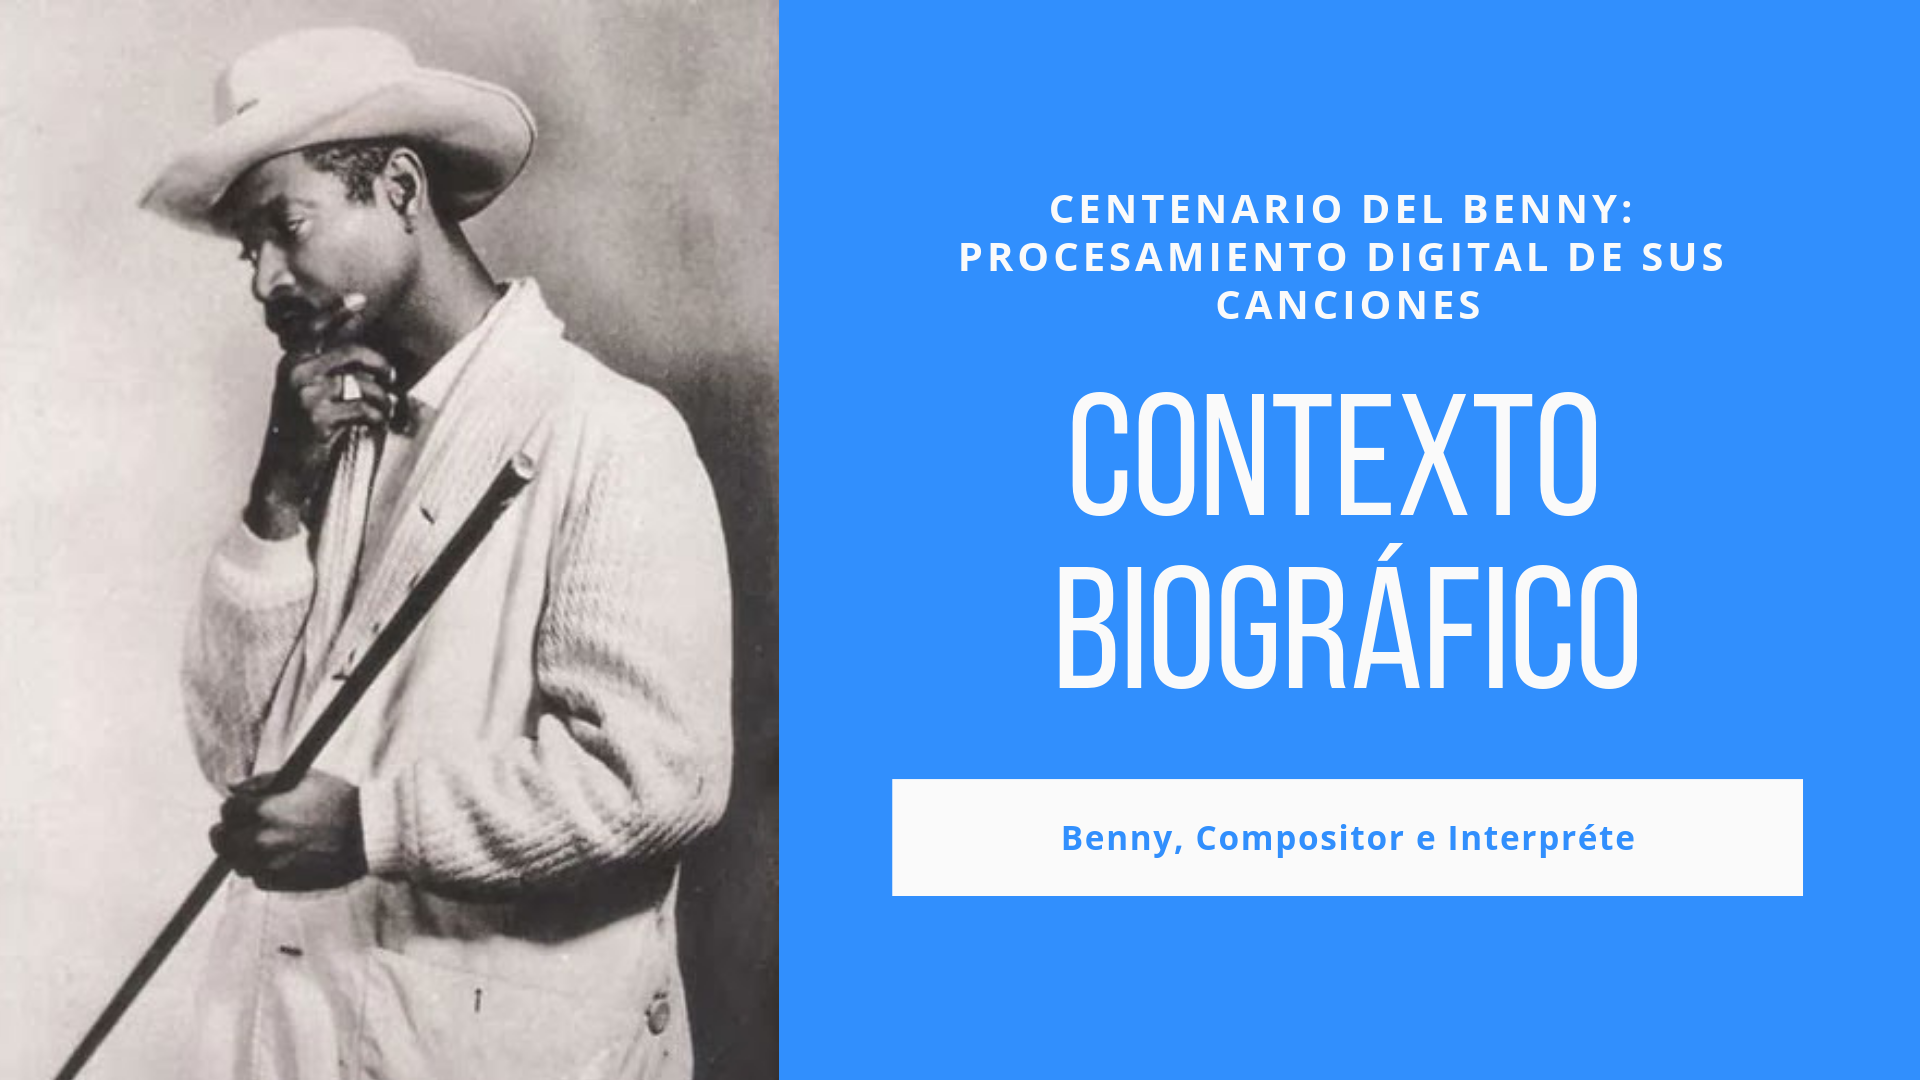 CENTENARIO DEL BENNY:
PROCESAMIENTO DIGITAL DE SUS
CANCIONES
CONTEXTO
BIOGRÁFICO
Benny, Compositor e Interpréte